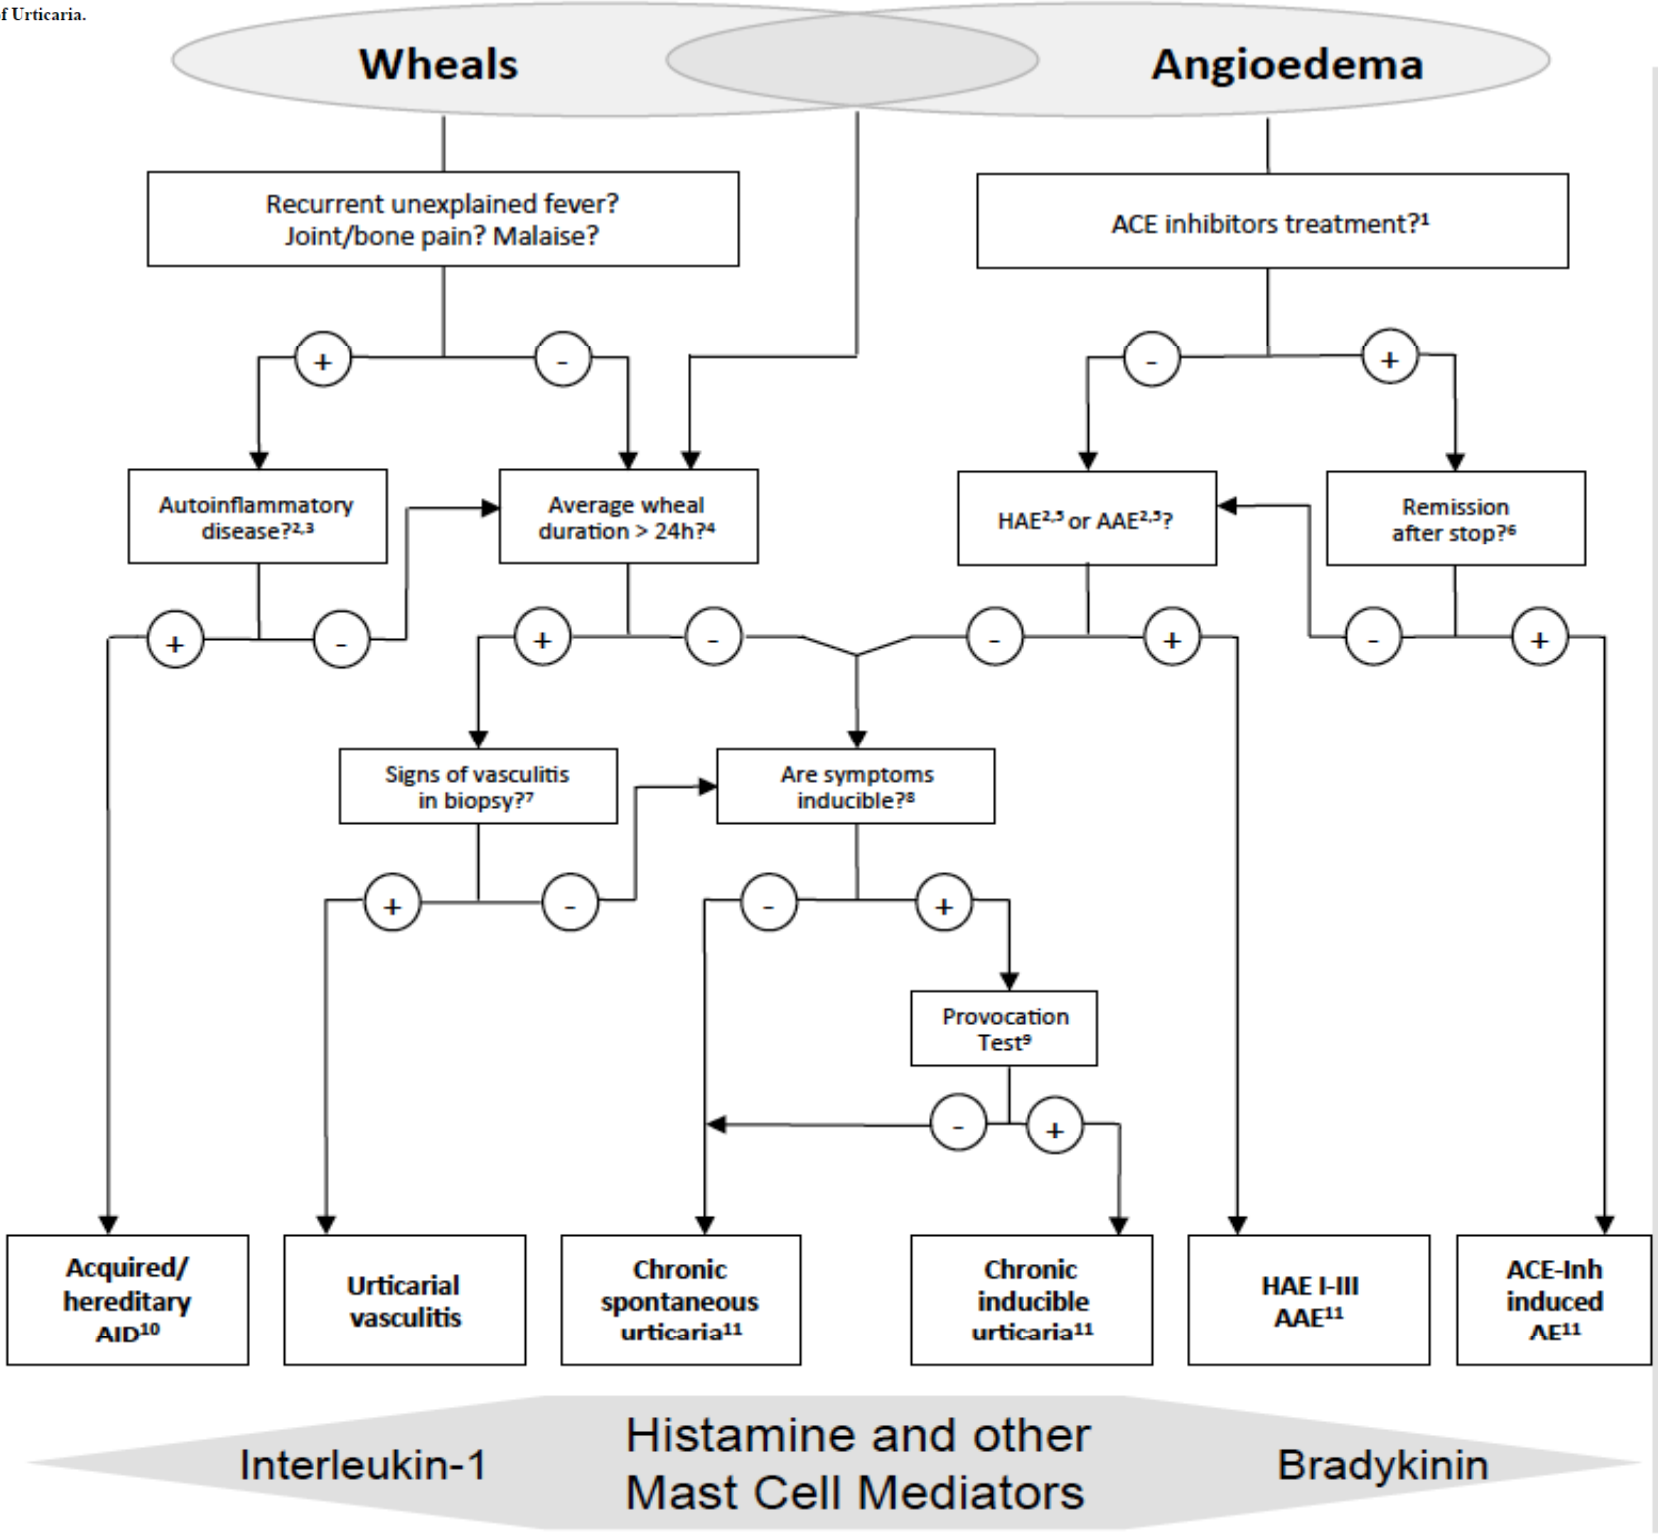 f Urticaria.
Wheals
Angioedema
Recurrent unexplained fever?
Joint/bone pain? Malaise?
ACE inhibitors treatment?¹
+
-
-
+
Autoinflammatory
disease?²,³
Average wheal
duration > 24h?⁴
HAE²,⁵ or AAE²,⁵?
Remission
after stop?⁶
+
-
+
-
-
+
-
+
Signs of vasculitis
in biopsy?⁷
Are symptoms
inducible?⁸
+
-
-
+
Provocation
Test⁹
-
+
Acquired/
hereditary
AID¹⁰
Urticarial
vasculitis
Chronic
spontaneous
urticaria¹¹
Chronic
inducible
urticaria¹¹
HAE I-III
AAE¹¹
ACE-Inh
induced
AE¹¹
Interleukin-1
Histamine and other
Mast Cell Mediators
Bradykinin